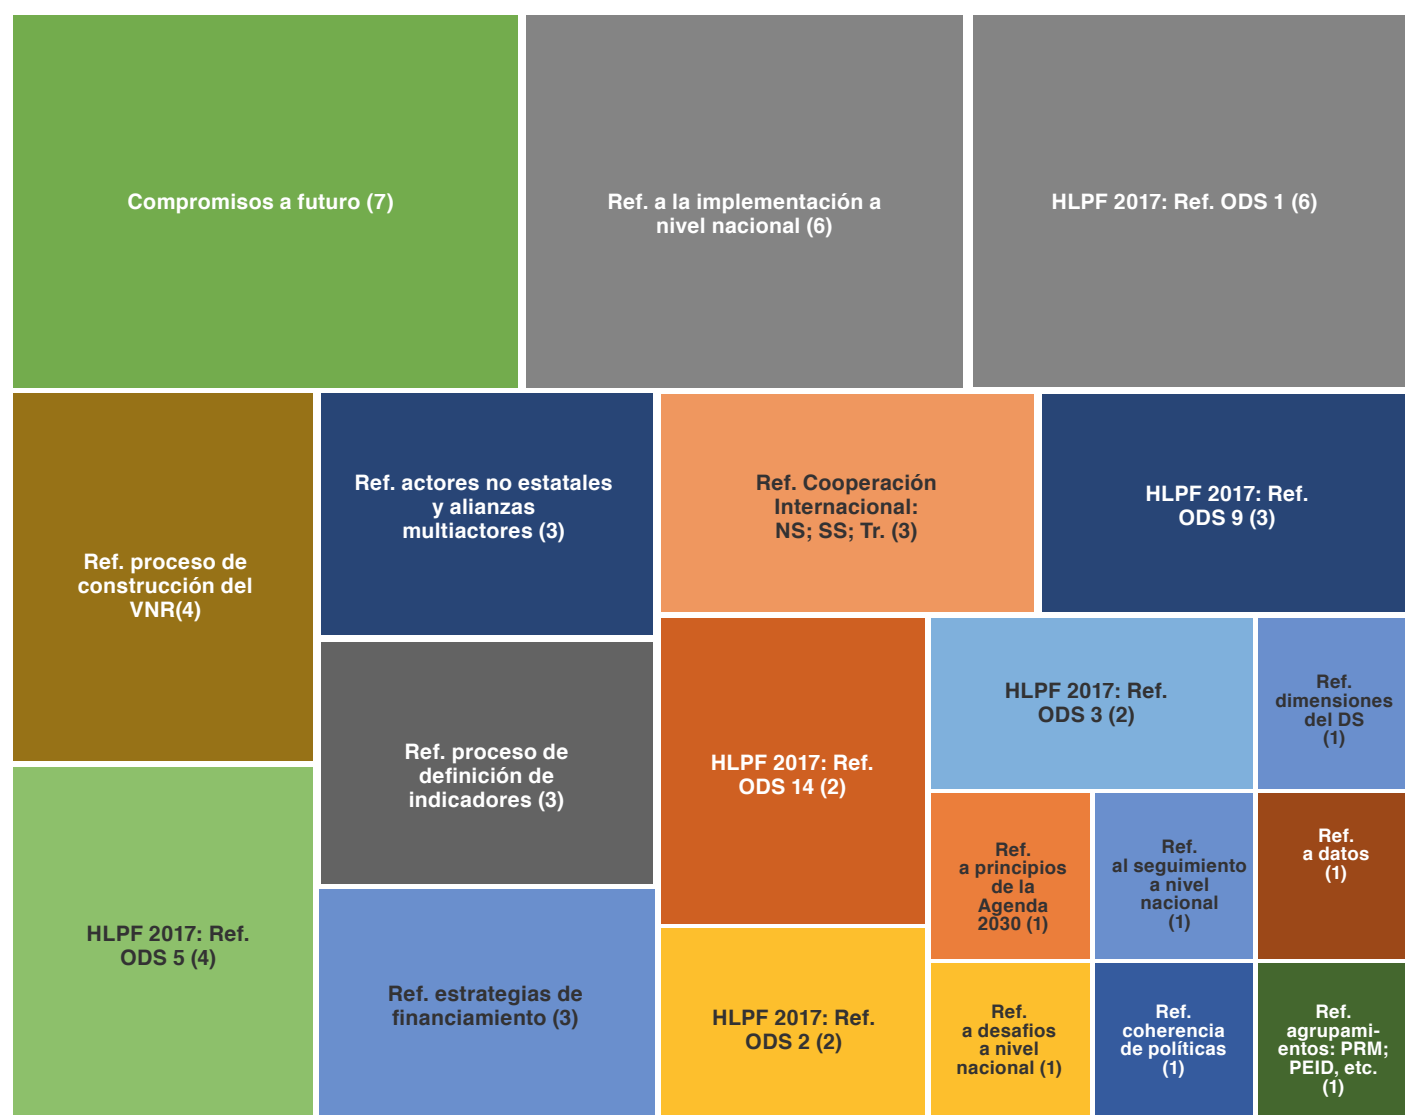 Compromisos a futuro (7)
Ref. a la implementación a
nivel nacional (6)
HLPF 2017: Ref. ODS 1 (6)
Ref. proceso de
construcción del
VNR(4)
Ref. actores no estatales
y alianzas
multiactores (3)
Ref. Cooperación
Internacional:
NS; SS; Tr. (3)
HLPF 2017: Ref.
ODS 9 (3)
Ref. proceso de
definición de
indicadores (3)
HLPF 2017: Ref.
ODS 14 (2)
HLPF 2017: Ref.
ODS 3 (2)
Ref.
dimensiones
del DS
(1)
Ref.
a principios
de la
Agenda
2030 (1)
Ref.
al seguimiento
a nivel
nacional
(1)
Ref.
a datos
(1)
HLPF 2017: Ref.
ODS 5 (4)
Ref. estrategias de
financiamiento (3)
HLPF 2017: Ref.
ODS 2 (2)
Ref.
a desafios
a nivel
nacional (1)
Ref.
coherencia
de políticas
(1)
Ref.
agrupami-
entos: PRM;
PEID, etc.
(1)